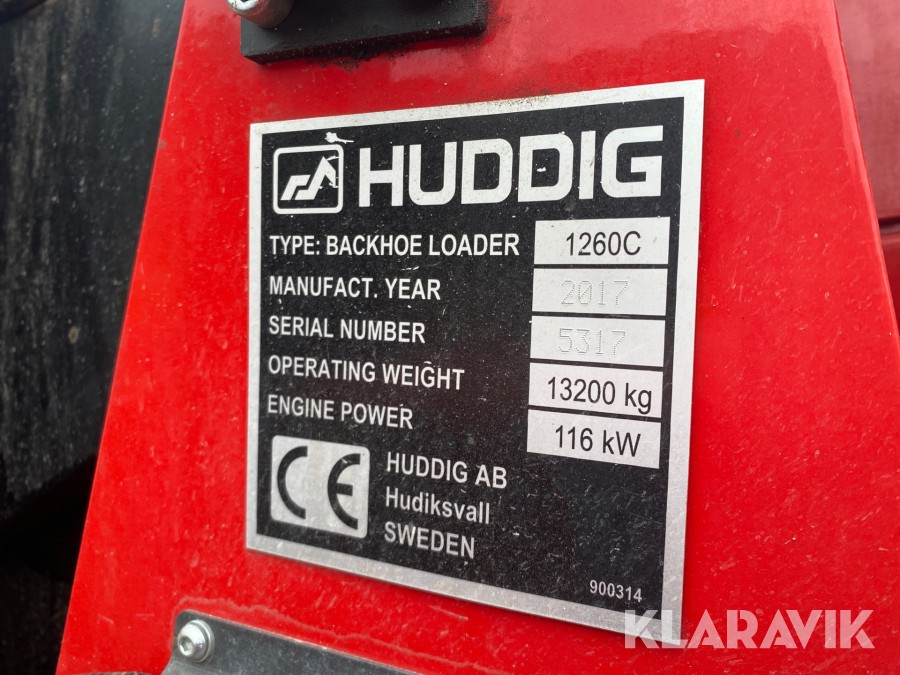 HUDDIG
TYPE: BACKHOE LOADER 1260C
MANUFACT. YEAR 2017
SERIAL NUMBER 5317
OPERATING WEIGHT 13200 kg
ENGINE POWER 116 kW
CE
HUDDIG AB
Hudiksvall
SWEDEN
900314
KLARAVIK